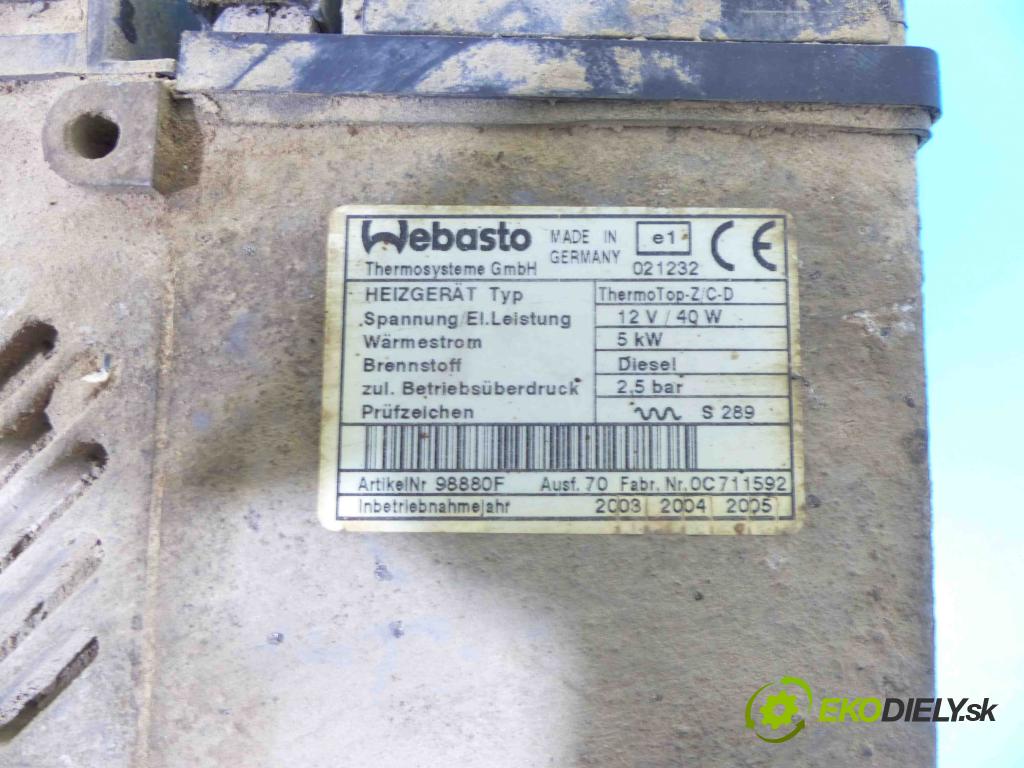 Webasto MADE IN GERMANY e1 CE
Thermosysteme GmbH 021232
HEIZGERÄT Typ ThermoTop-Z/C-D
Spannung/El.Leistung 12 V / 40 W
Wärmestrom 5 kW
Brennstoff Diesel
zul. Betriebsüberdruck 2,5 bar
Prüfzeichen S 289
ArtikelNr 98880F Ausf. 70 Fabr. Nr. 0C711592
Inbetriebnahmejahr 2003 2004 2005
EKODIELY.sk